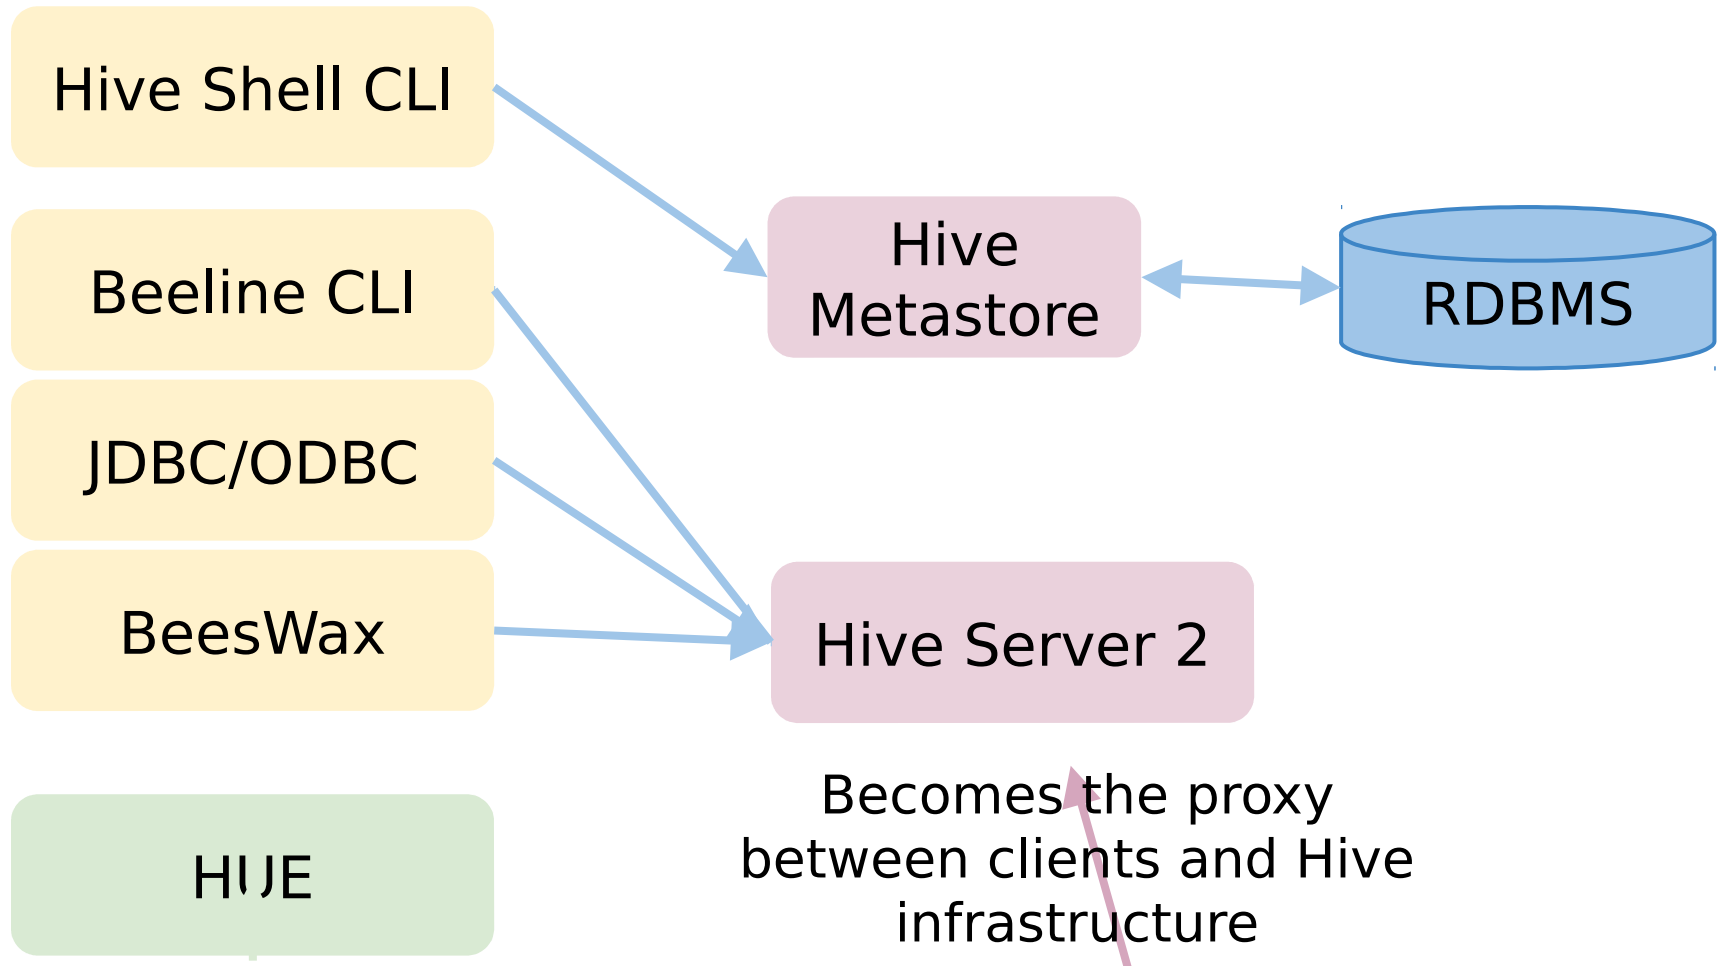 Hive Shell CLI
Beeline CLI
JDBC/ODBC
BeesWax
HUE
Hive
Metastore
RDBMS
Hive Server 2
Becomes the proxy
between clients and Hive
infrastructure